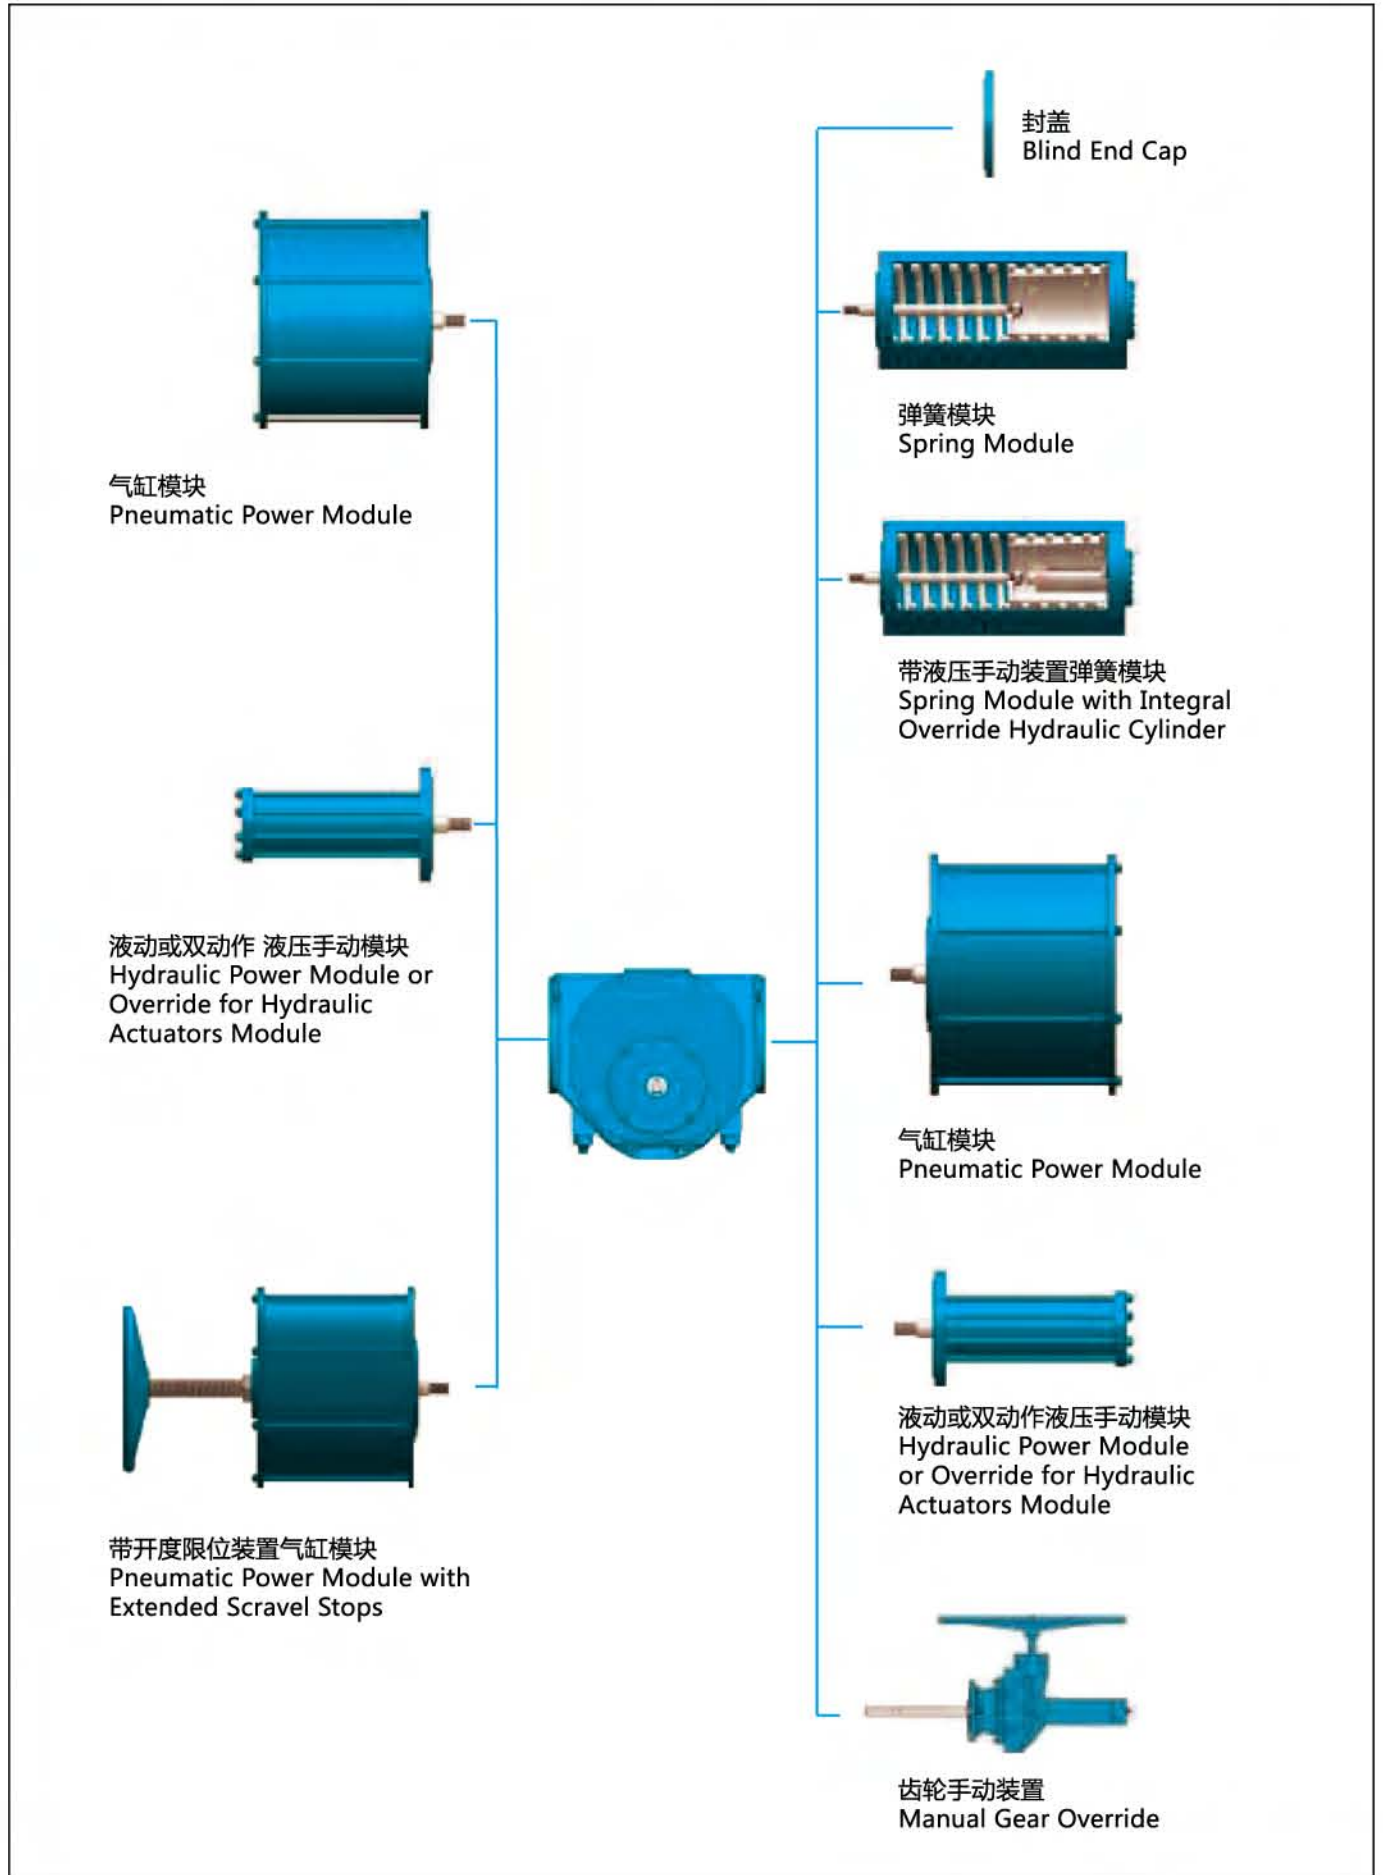 封盖
Blind End Cap
弹簧模块
Spring Module
气缸模块
Pneumatic Power Module
带液压手动装置弹簧模块
Spring Module with Integral
Override Hydraulic Cylinder
液动或双动作 液压手动模块
Hydraulic Power Module or
Override for Hydraulic
Actuators Module
气缸模块
Pneumatic Power Module
液动或双动作液压手动模块
Hydraulic Power Module
or Override for Hydraulic
Actuators Module
带开度限位装置气缸模块
Pneumatic Power Module with
Extended Scravel Stops
齿轮手动装置
Manual Gear Override